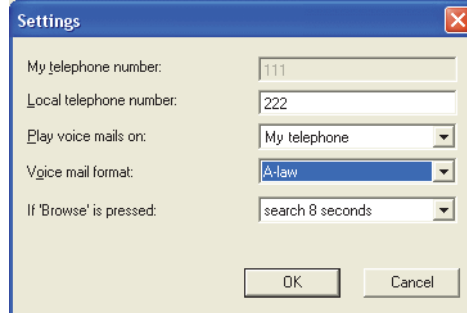 Settings
My telephone number: 111
Local telephone number: 222
Play voice mails on: My telephone
Voice mail format: A-law
If 'Browse' is pressed: search 8 seconds
OK Cancel